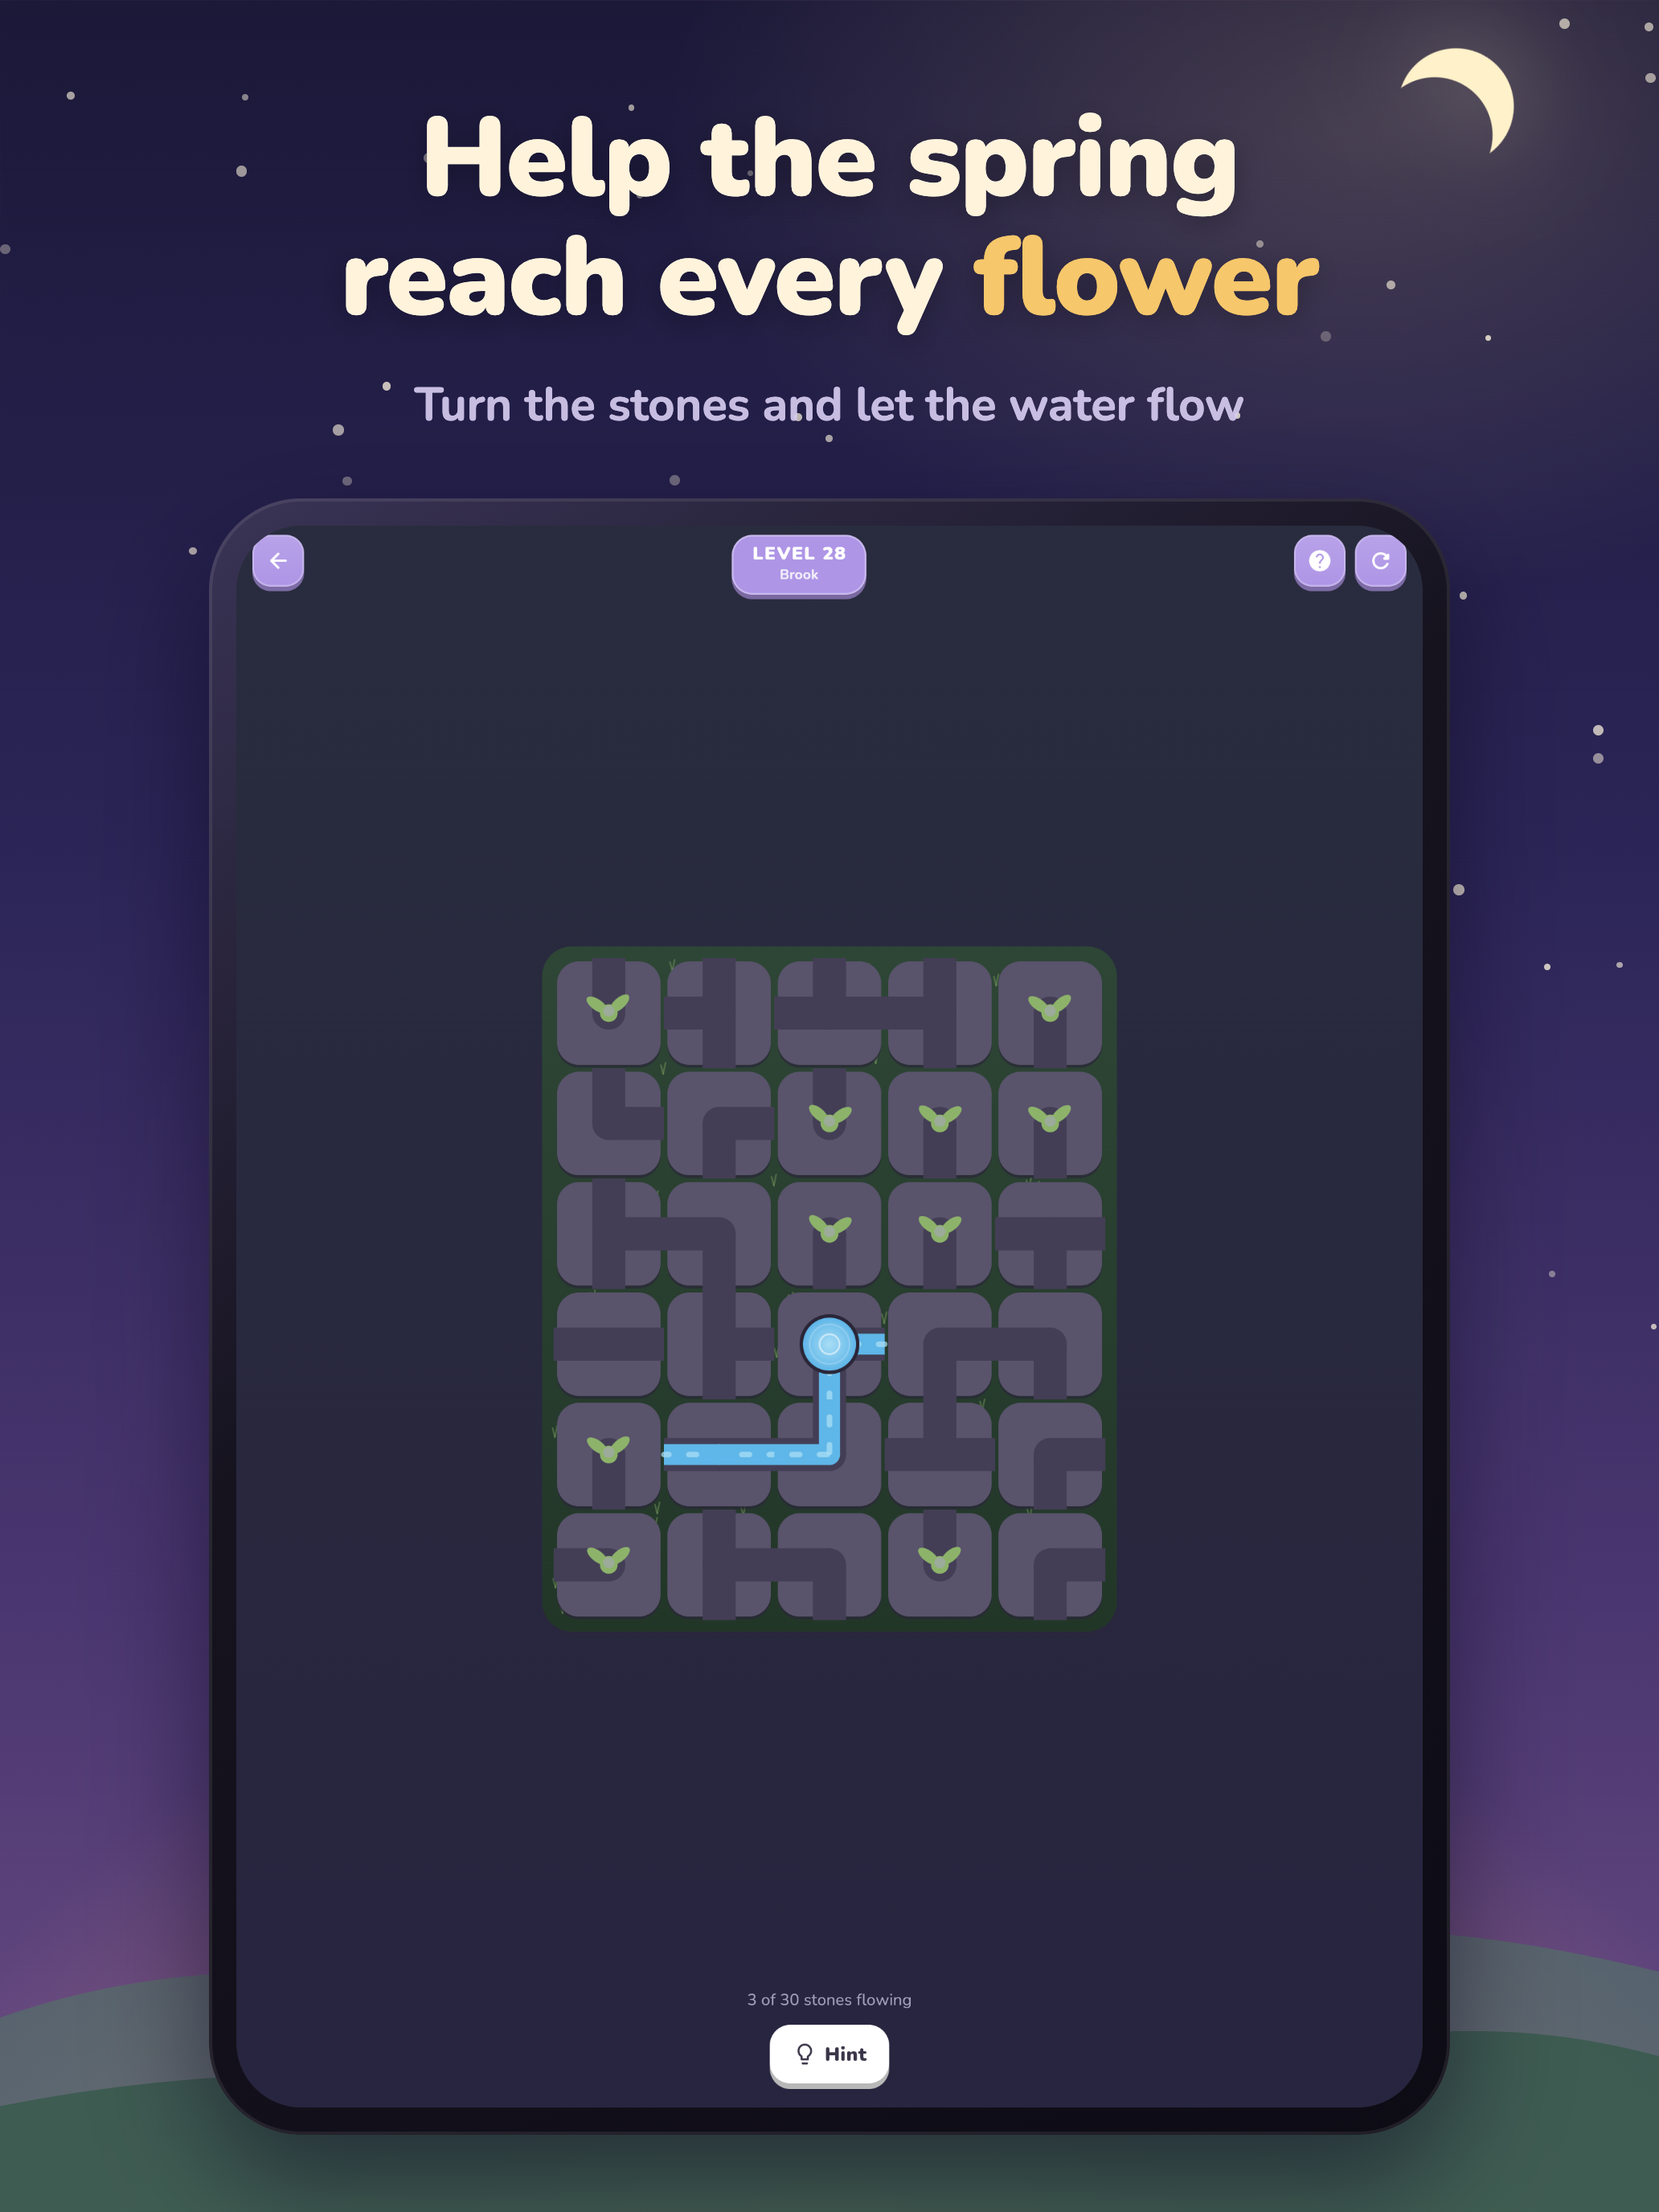 Help the spring
reach every flower
Turn the stones and let the water flow
LEVEL 28
Brook
3 of 30 stones flowing
Hint